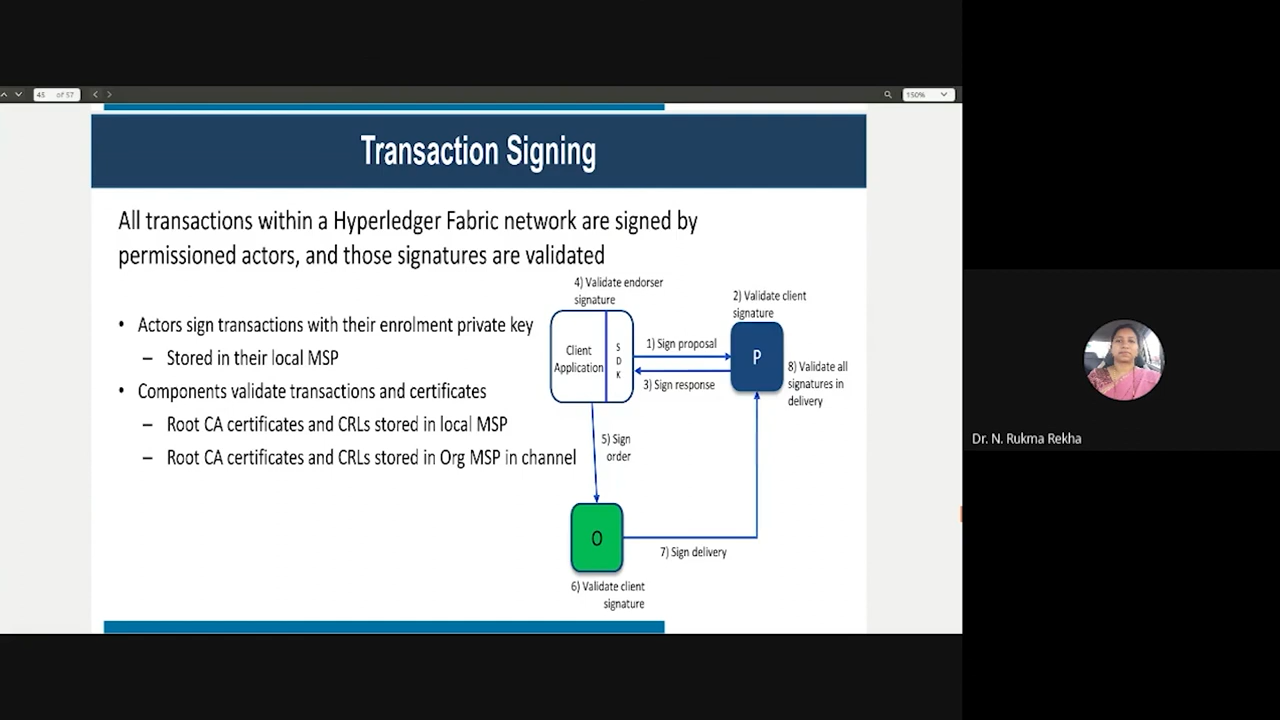 45 of 57
150%
Transaction Signing
All transactions within a Hyperledger Fabric network are signed by
permissioned actors, and those signatures are validated
• Actors sign transactions with their enrolment private key
– Stored in their local MSP
• Components validate transactions and certificates
– Root CA certificates and CRLs stored in local MSP
– Root CA certificates and CRLs stored in Org MSP in channel
4) Validate endorser
signature
2) Validate client
signature
Client
Application
S
D
K
1) Sign proposal
3) Sign response
P
8) Validate all
signatures in
delivery
5) Sign
order
O
7) Sign delivery
6) Validate client
signature
Dr. N. Rukma Rekha